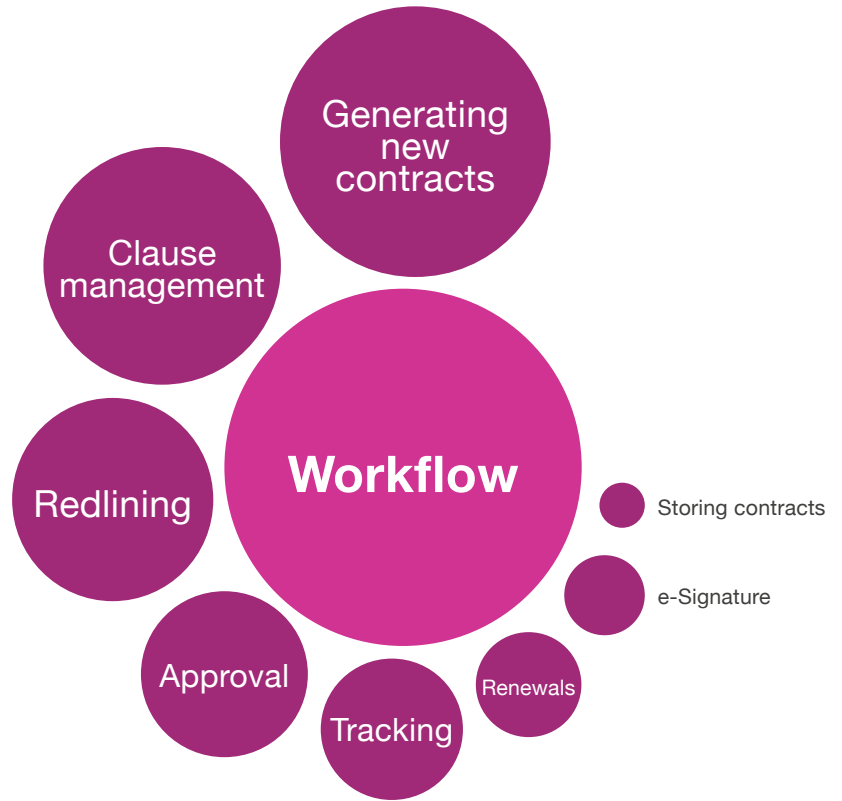 Generating
new
contracts
Clause
management
Workflow
Redlining
Storing contracts
e-Signature
Approval
Renewals
Tracking